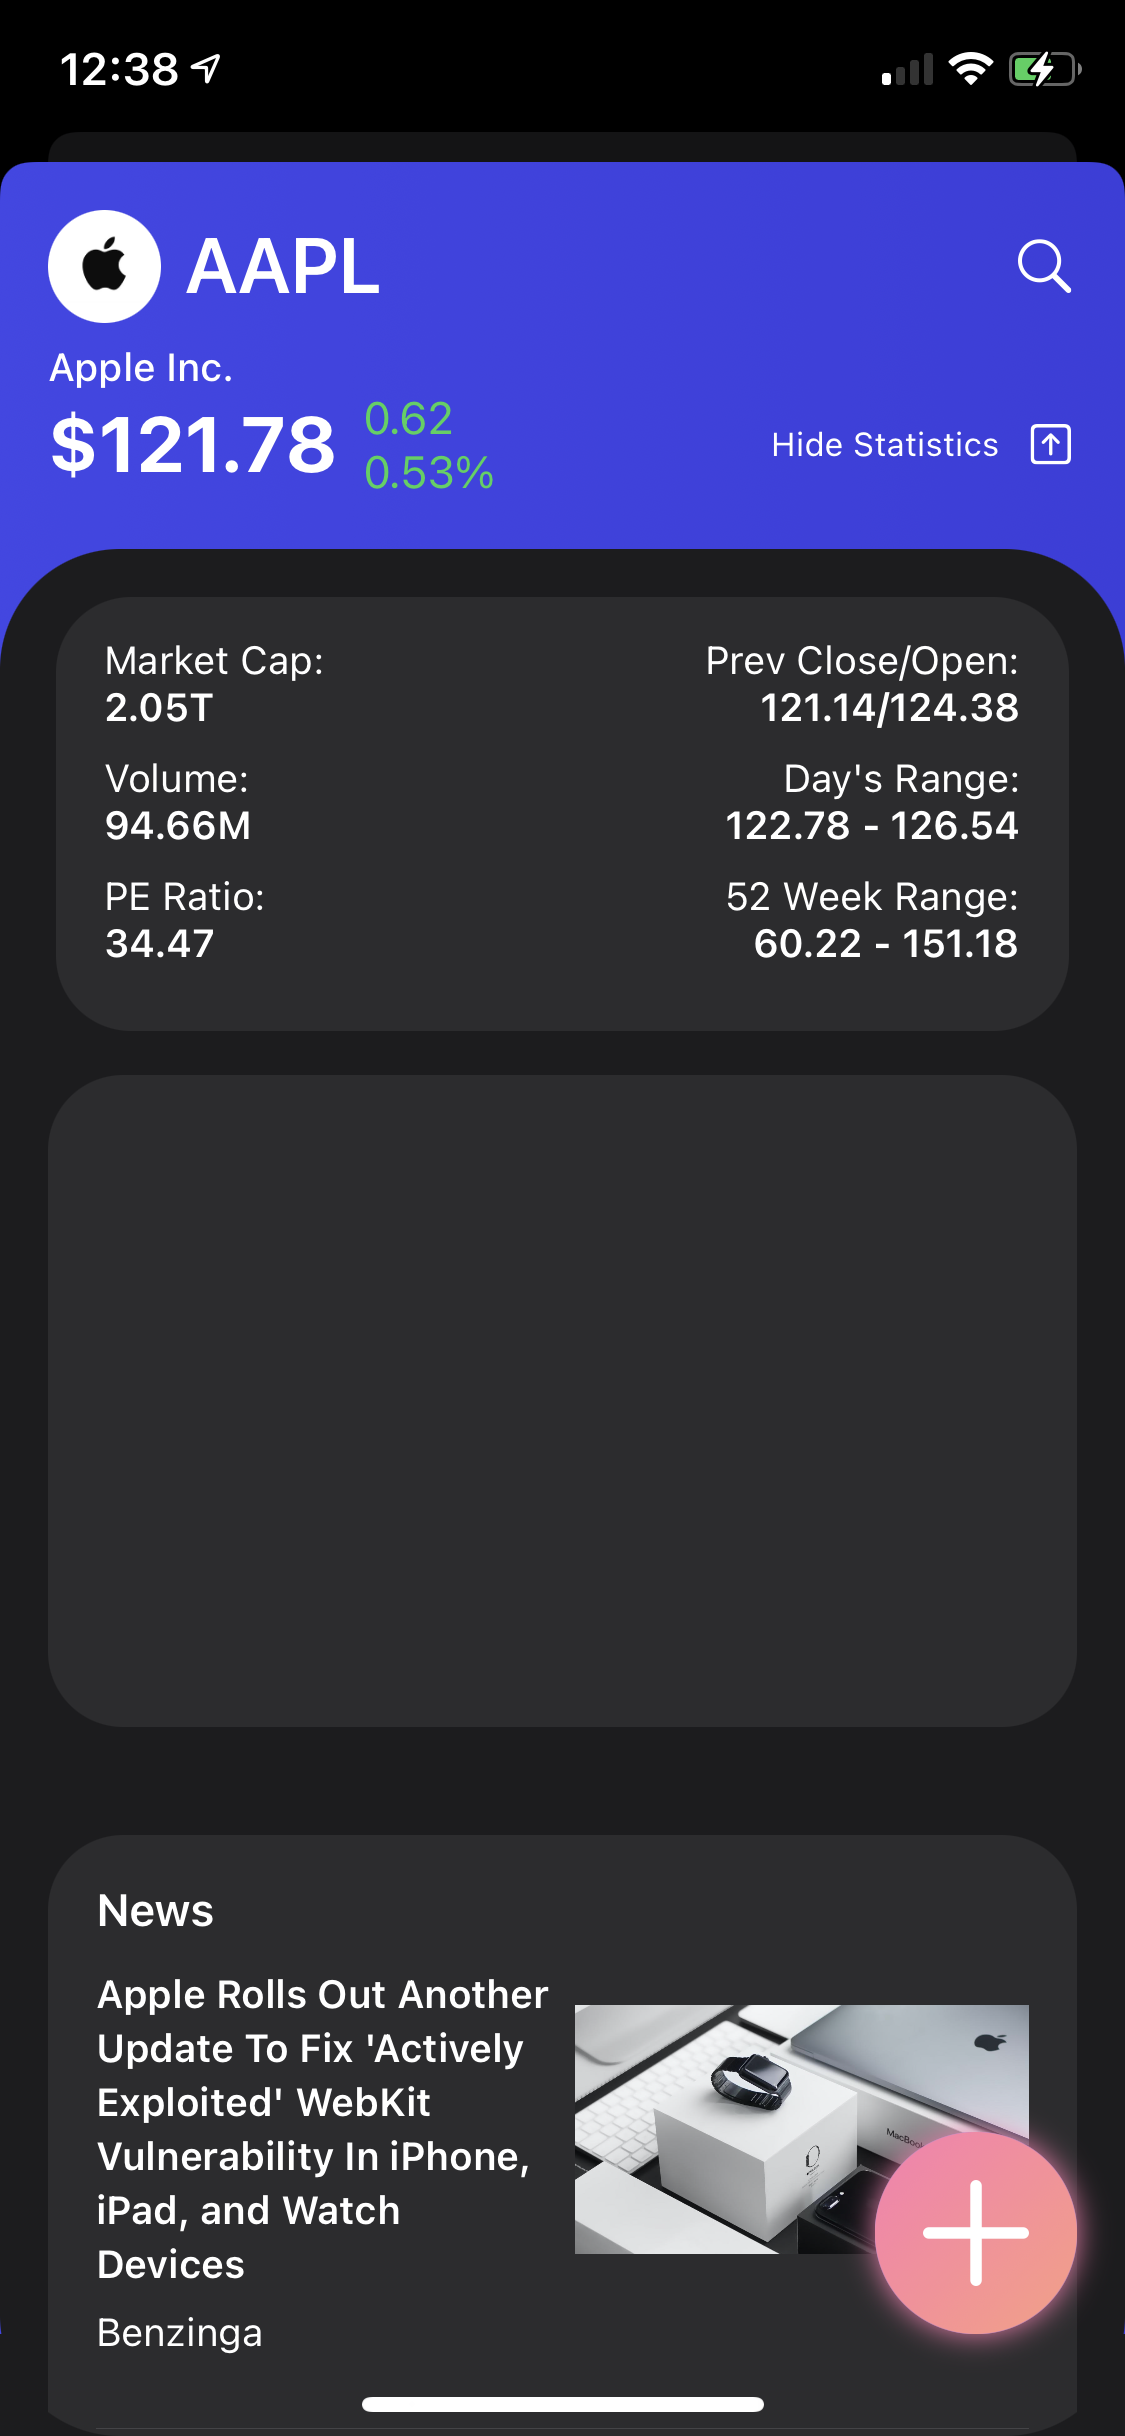 12:38
AAPL
Apple Inc.
$121.78
0.62
0.53%
Hide Statistics
Market Cap:
2.05T
Prev Close/Open:
121.14/124.38
Volume:
94.66M
Day's Range:
122.78 - 126.54
PE Ratio:
34.47
52 Week Range:
60.22 - 151.18
News
Apple Rolls Out Another
Update To Fix 'Actively
Exploited' WebKit
Vulnerability In iPhone,
iPad, and Watch
Devices
Benzinga